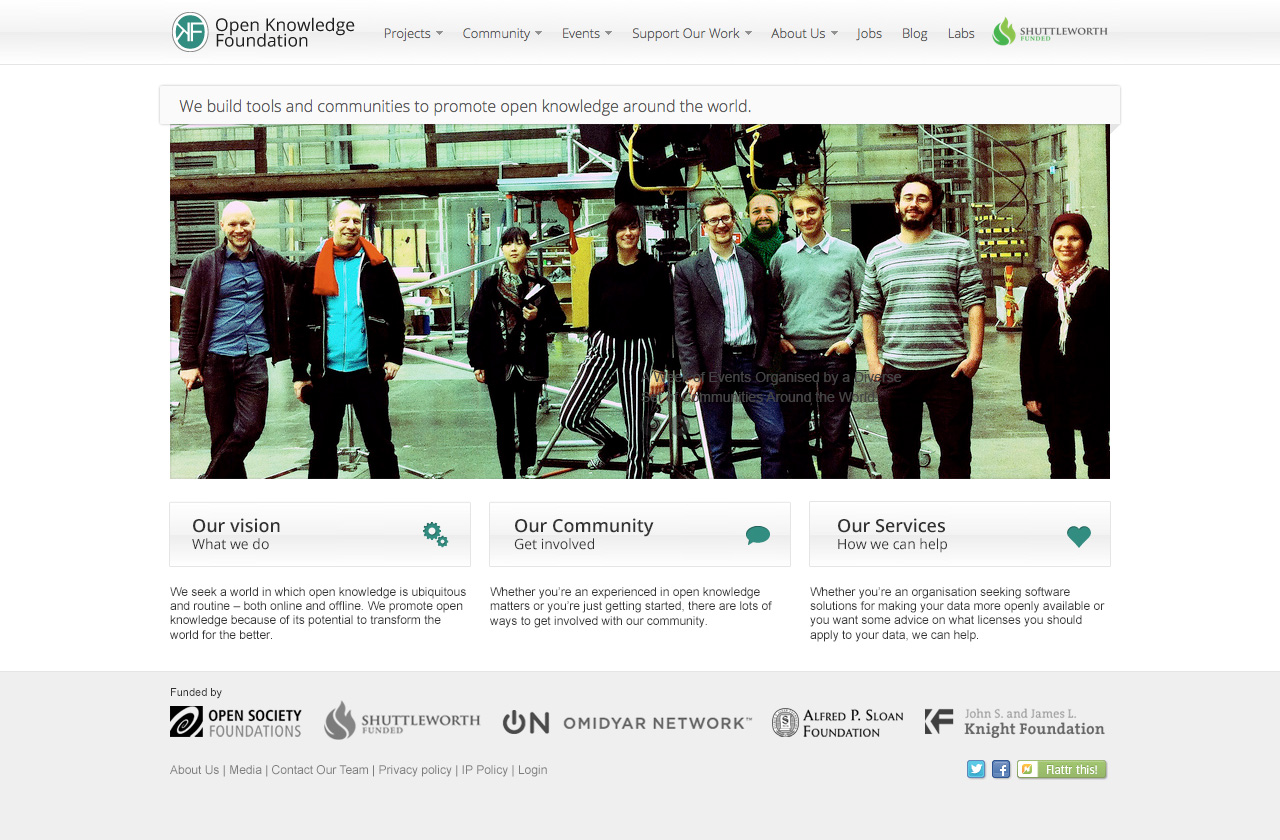 Open Knowledge
Foundation
Projects Community Events Support Our Work About Us Jobs Blog Labs
SHUTTLEWORTH
FUNDED
We build tools and communities to promote open knowledge around the world.
Week of Events Organised by a Diverse
Communities Around the World
Our vision
What we do
Our Community
Get involved
Our Services
How we can help
We seek a world in which open knowledge is ubiquitous
and routine – both online and offline. We promote open
knowledge because of its potential to transform the
world for the better.
Whether you're an experienced in open knowledge
matters or you're just getting started, there are lots of
ways to get involved with our community.
Whether you're an organisation seeking software
solutions for making your data more openly available or
you want some advice on what licenses you should
apply to your data, we can help.
Funded by
OPEN SOCIETY
FOUNDATIONS
SHUTTLEWORTH
FUNDED
ON OMIDYAR NETWORK™
ALFRED P. SLOAN
FOUNDATION
KF John S. and James L.
Knight Foundation
About Us | Media | Contact Our Team | Privacy policy | IP Policy | Login
Flattr this!